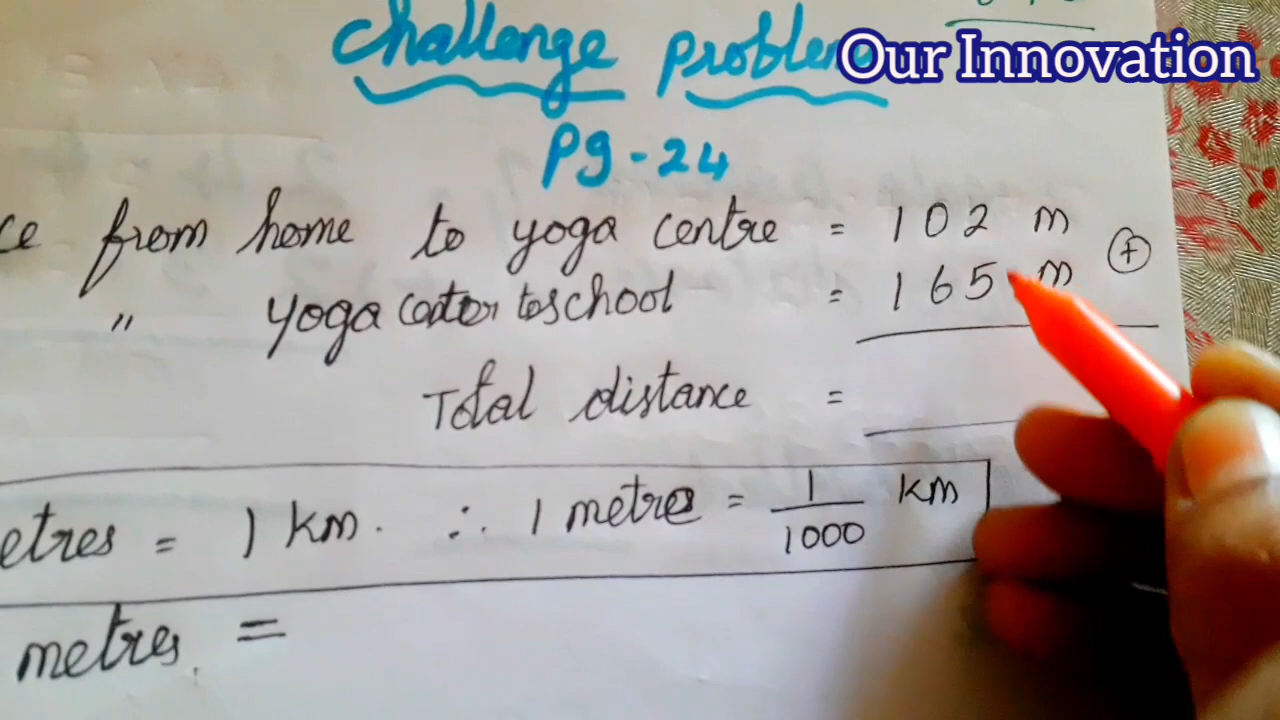 Challenge Problem
Our Innovation
Pg - 24
ce from home to yoga centre = 102 m
" yoga to school = 165 m (+)
Total distance =
etres = 1 km. ∴ 1 metre = 1/1000 km
metres =